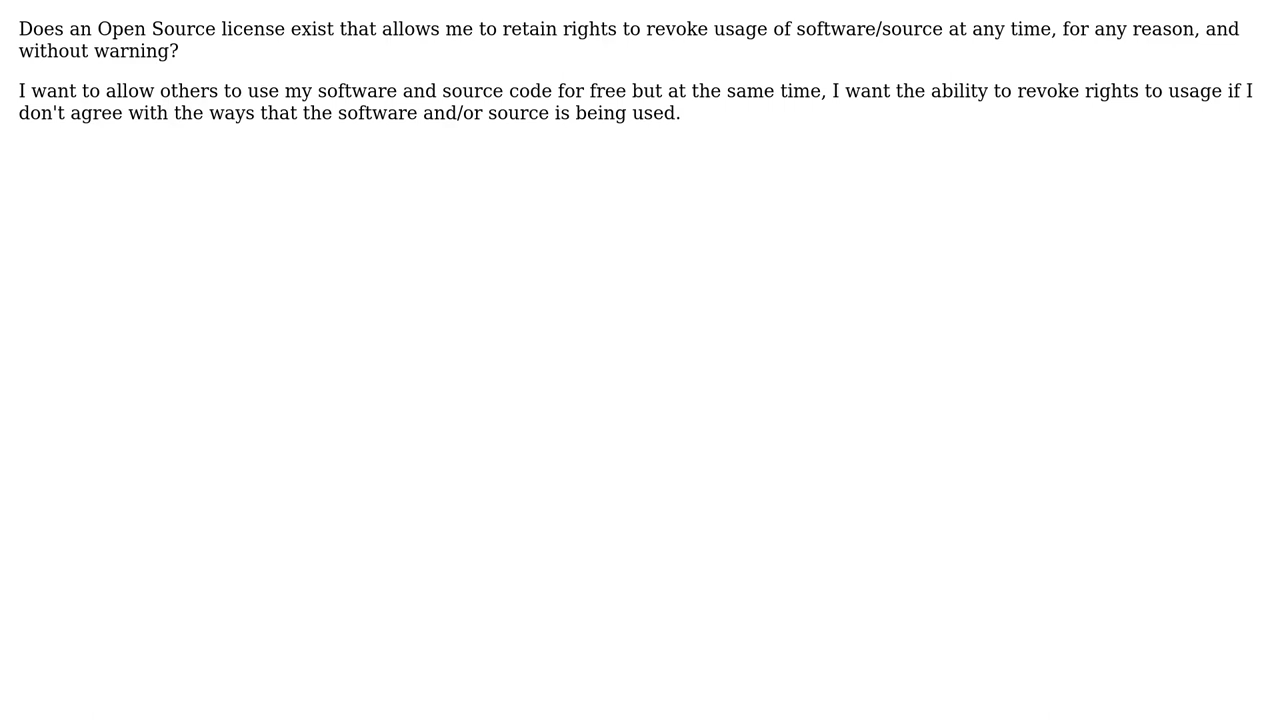 Does an Open Source license exist that allows me to retain rights to revoke usage of software/source at any time, for any reason, and
without warning?
I want to allow others to use my software and source code for free but at the same time, I want the ability to revoke rights to usage if I
don't agree with the ways that the software and/or source is being used.